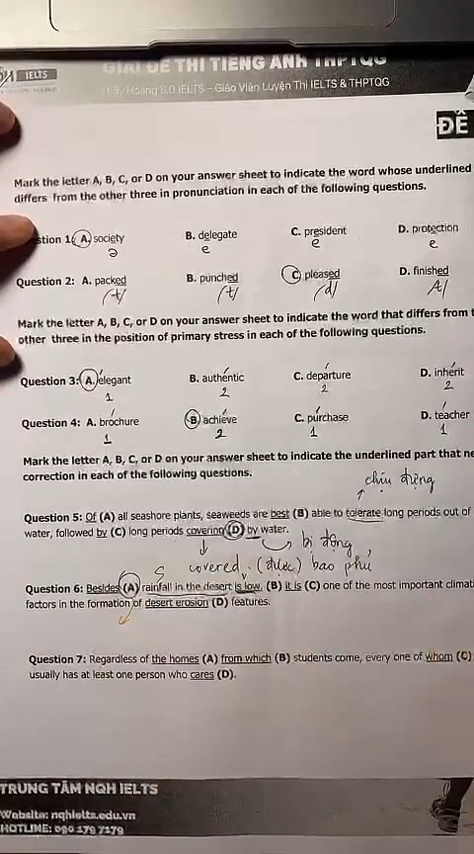 IELTS
GIẢI ĐỀ THI TIẾNG ANH THPTQG
Hoàng 8.0 IELTS – Giáo Viên Luyện Thi IELTS & THPTQG
ĐỀ
Mark the letter A, B, C, or D on your answer sheet to indicate the word whose underlined
differs from the other three in pronunciation in each of the following questions.
stion 1: A. society B. delegate C. president D. protection
ə e e e
Question 2: A. packed B. punched C. pleased D. finished
/t/ /t/ /d/ /t/
Mark the letter A, B, C, or D on your answer sheet to indicate the word that differs from t
other three in the position of primary stress in each of the following questions.
Question 3: A. elegant B. authentic C. departure D. inherit
1 2 2 2
Question 4: A. brochure B. achieve C. purchase D. teacher
1 2 1 1
Mark the letter A, B, C, or D on your answer sheet to indicate the underlined part that ne
correction in each of the following questions.
chịu đựng
Question 5: Of (A) all seashore plants, seaweeds are best (B) able to tolerate long periods out of
water, followed by (C) long periods covering (D) by water.
bị động
covered (được) bao phủ
S
Question 6: Besides (A) rainfall in the desert is low, (B) it is (C) one of the most important climat
factors in the formation of desert erosion (D) features.
Question 7: Regardless of the homes (A) from which (B) students come, every one of whom (C)
usually has at least one person who cares (D).
TRUNG TÂM NQH IELTS
Website: nqhielts.edu.vn
HOTLINE: 090 179 7179